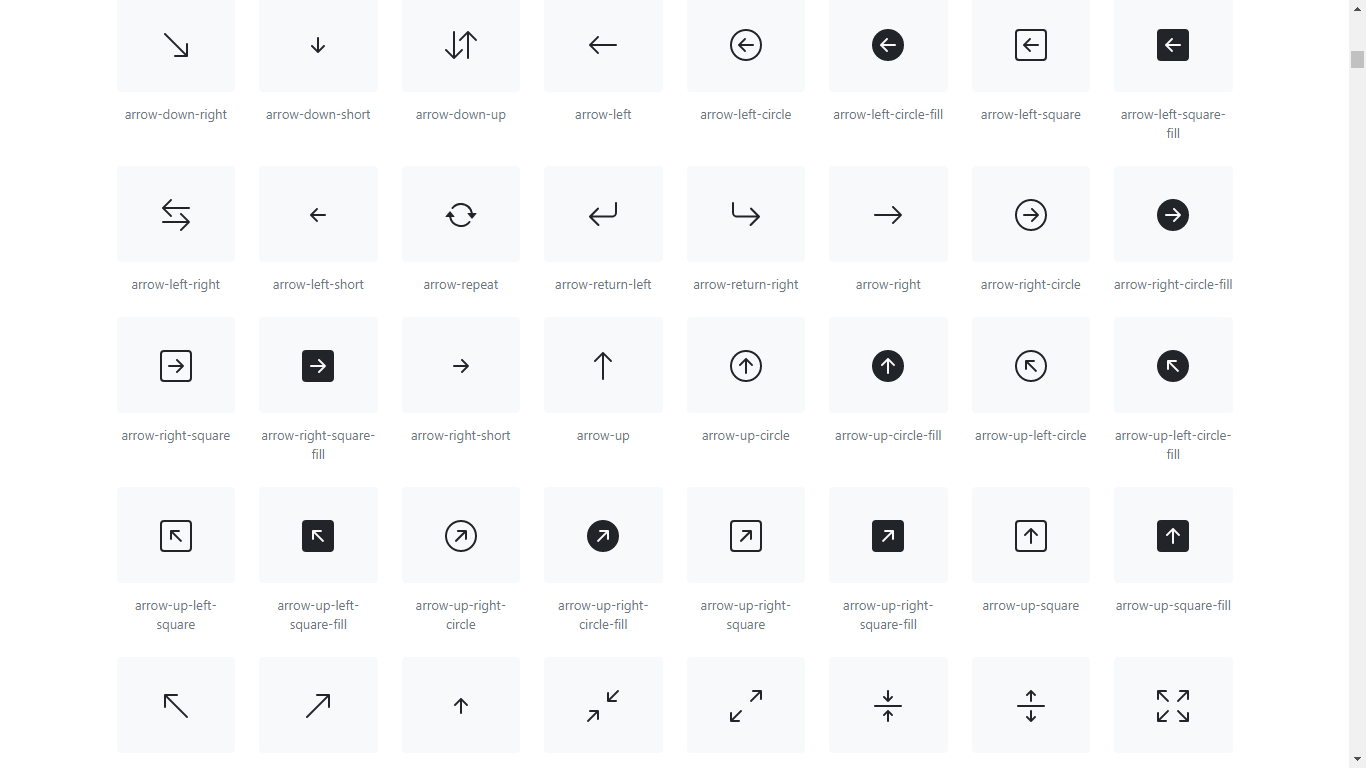 arrow-down-right
arrow-down-short
arrow-down-up
arrow-left
arrow-left-circle
arrow-left-circle-fill
arrow-left-square
arrow-left-square-
fill
arrow-left-right
arrow-left-short
arrow-repeat
arrow-return-left
arrow-return-right
arrow-right
arrow-right-circle
arrow-right-circle-fill
arrow-right-square
arrow-right-square-
fill
arrow-right-short
arrow-up
arrow-up-circle
arrow-up-circle-fill
arrow-up-left-circle
arrow-up-left-circle-
fill
arrow-up-left-
square
arrow-up-left-
square-fill
arrow-up-right-
circle
arrow-up-right-
circle-fill
arrow-up-right-
square
arrow-up-right-
square-fill
arrow-up-square
arrow-up-square-fill